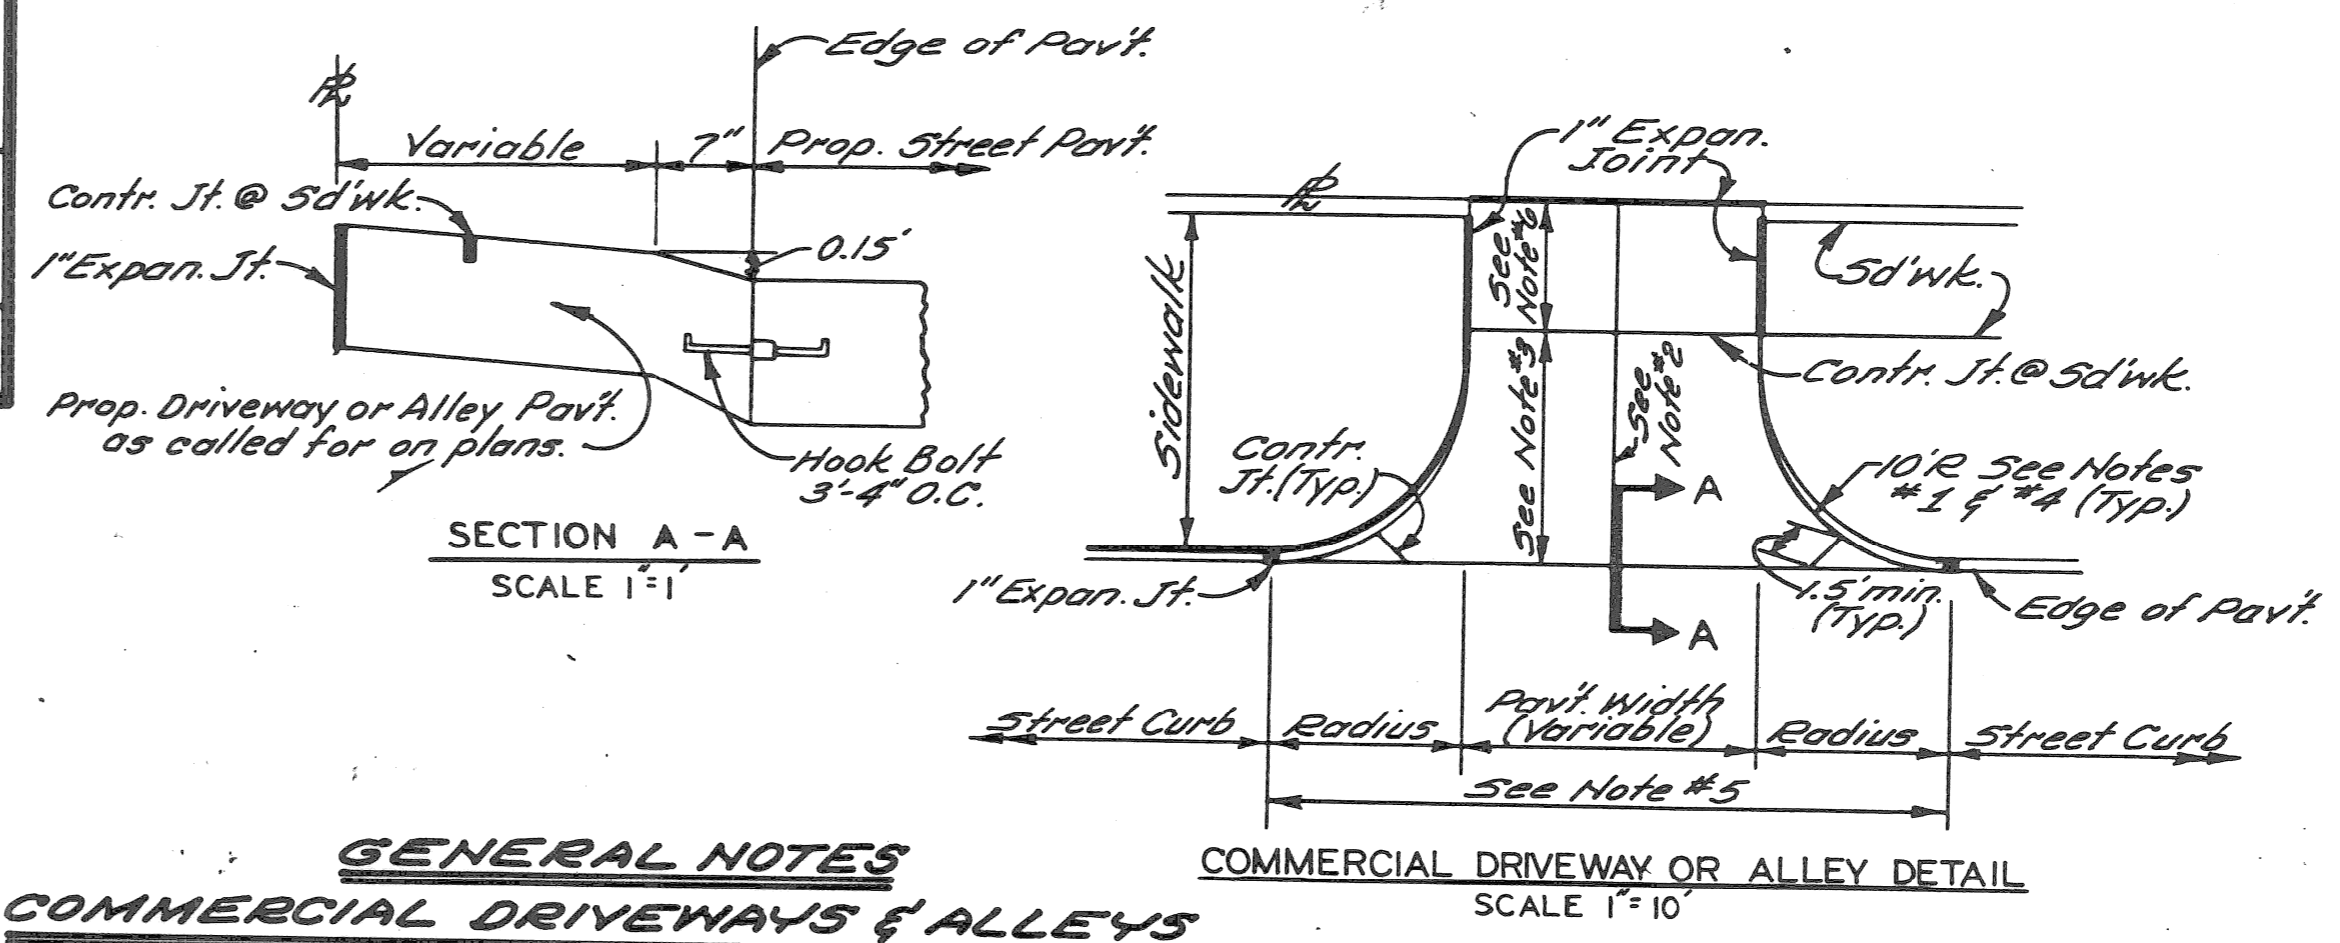 Edge of Pav't.
PL
Variable
7"
Prop. Street Pav't.
Contr. Jt. @ Sd'wk.
0.15'
1" Expan. Jt.
Prop. Driveway or Alley Pav't.
as called for on plans.
Hook Bolt
3'-4" O.C.
SECTION A-A
SCALE 1"=1'
1" Expan.
Joint
PL
See
Note #6
Sidewalk
Sd'wk.
See Note #3
See
Note #2
Contr. Jt. @ Sd'wk.
Contr.
Jt. (Typ.)
A
10'R See Notes
#1 & #4 (Typ.)
1" Expan. Jt.
A
1.5' min.
(Typ.)
Edge of Pav't.
Street Curb
Radius
Pav't. Width
(Variable)
Radius
Street Curb
See Note #5
COMMERCIAL DRIVEWAY OR ALLEY DETAIL
SCALE 1"=10'
GENERAL NOTES
COMMERCIAL DRIVEWAYS & ALLEYS